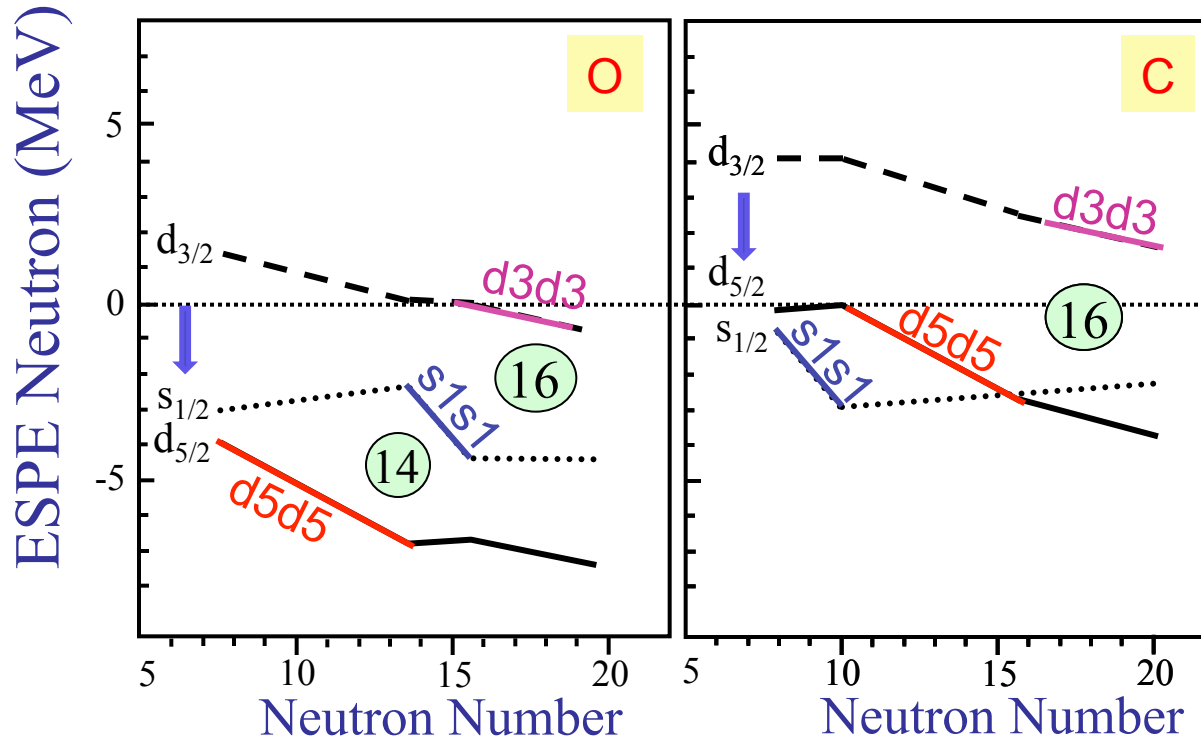 ESPE Neutron (MeV)
O
5
0
-5
d3/2
s1/2
d5/2
d5d5
s1s1
d3d3
14
16
5
10
15
20
Neutron Number
C
d3/2
d5/2
s1/2
s1s1
d5d5
d3d3
16
5
10
15
20
Neutron Number